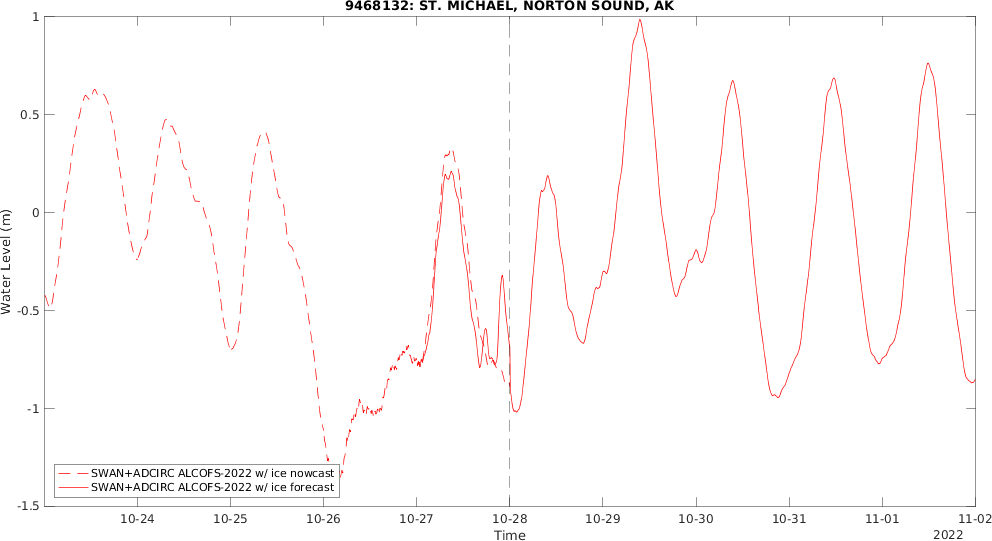 9468132: ST. MICHAEL, NORTON SOUND, AK
1
0.5
0
-0.5
-1
-1.5
Water Level (m)
SWAN+ADCIRC ALCOFS-2022 w/ ice nowcast
SWAN+ADCIRC ALCOFS-2022 w/ ice forecast
10-24 10-25 10-26 10-27 10-28 10-29 10-30 10-31 11-01 11-02
Time
2022